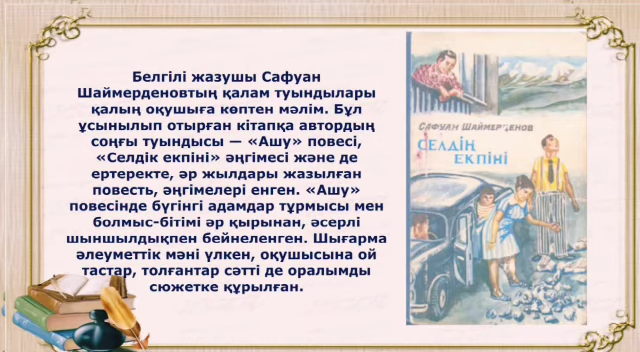 Белгілі жазушы Сафуан
Шаймерденовтың қалам туындылары
қалың оқушыға көптен мәлім. Бұл
ұсынылып отырған кітапқа автордың
соңғы туындысы — «Ашу» повесі,
«Селдік екпіні» әңгімесі және де
ертеректе, әр жылдары жазылған
повесть, әңгімелері енген. «Ашу»
повесінде бүгінгі адамдар тұрмысы мен
болмыс-бітімі әр қырынан, әсерлі
шыншылдықпен бейнеленген. Шығарма
әлеуметтік мәні үлкен, оқушысына ой
тастар, толғантар сәтті де оралымды
сюжетке құрылған.
САФУАН ШАЙМЕРДЕНОВ
СЕЛДІҢ
ЕКПІНІ